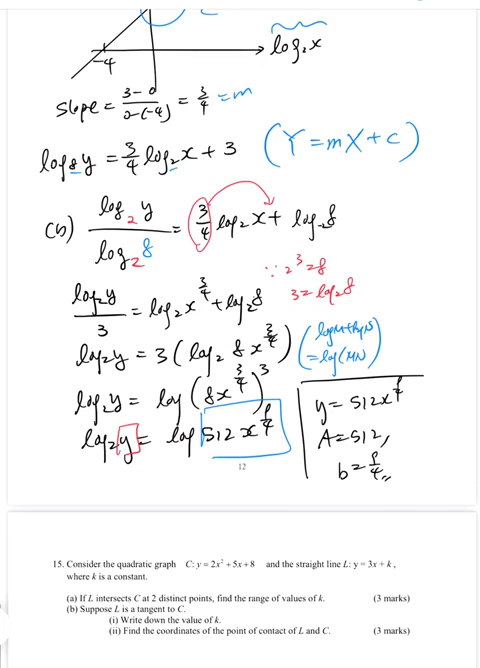 log₂x
-4
slope = (3-0)/(2-(-4)) = 3/4 = m
log₈y = 3/4 log₂x + 3 (Y = mX + C)
(b) log₂y / log₂8 = 3/4 log₂x + log₂8
∵ 2³ = 8
3 = log₂8
log₂y / 3 = log₂x^(3/4) + log₂8
log₂y = 3(log₂ 8x^(3/4)) (logM + logN
= log(MN)
log₂y = log(8x^(3/4))³
log₂y = log 512x^(9/4)
y = 512x^(9/4)
A = 512,
b = 9/4
12
15. Consider the quadratic graph C: y = 2x² + 5x + 8 and the straight line L: y = 3x + k ,
where k is a constant.
(a) If L intersects C at 2 distinct points, find the range of values of k. (3 marks)
(b) Suppose L is a tangent to C.
(i) Write down the value of k.
(ii) Find the coordinates of the point of contact of L and C. (3 marks)